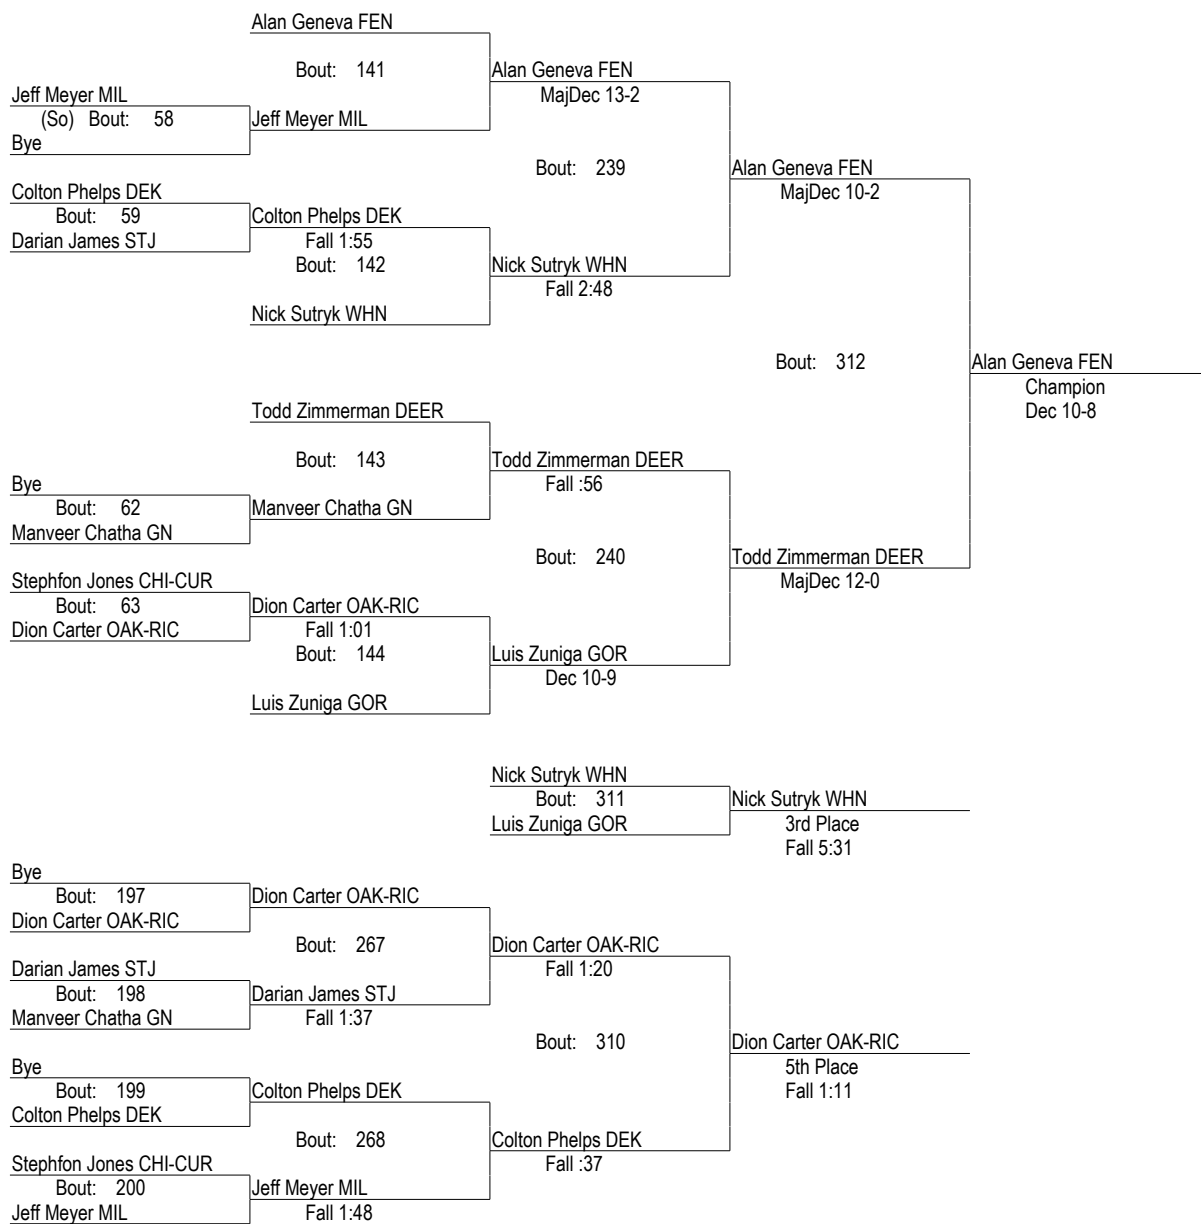 Alan Geneva FEN
Bout: 141
Alan Geneva FEN
MajDec 13-2
Jeff Meyer MIL
(So) Bout: 58
Jeff Meyer MIL
Bye
Bout: 239
Alan Geneva FEN
MajDec 10-2
Colton Phelps DEK
Bout: 59
Colton Phelps DEK
Darian James STJ
Fall 1:55
Bout: 142
Nick Sutryk WHN
Fall 2:48
Nick Sutryk WHN
Bout: 312
Alan Geneva FEN
Champion
Dec 10-8
Todd Zimmerman DEER
Bout: 143
Todd Zimmerman DEER
Fall :56
Bye
Bout: 62
Manveer Chatha GN
Manveer Chatha GN
Bout: 240
Todd Zimmerman DEER
MajDec 12-0
Stephfon Jones CHI-CUR
Bout: 63
Dion Carter OAK-RIC
Dion Carter OAK-RIC
Fall 1:01
Bout: 144
Luis Zuniga GOR
Dec 10-9
Luis Zuniga GOR
Nick Sutryk WHN
Bout: 311
Nick Sutryk WHN
Luis Zuniga GOR
3rd Place
Fall 5:31
Bye
Bout: 197
Dion Carter OAK-RIC
Dion Carter OAK-RIC
Bout: 267
Dion Carter OAK-RIC
Fall 1:20
Darian James STJ
Bout: 198
Darian James STJ
Manveer Chatha GN
Fall 1:37
Bout: 310
Dion Carter OAK-RIC
5th Place
Fall 1:11
Bye
Bout: 199
Colton Phelps DEK
Colton Phelps DEK
Bout: 268
Colton Phelps DEK
Fall :37
Stephfon Jones CHI-CUR
Bout: 200
Jeff Meyer MIL
Jeff Meyer MIL
Fall 1:48